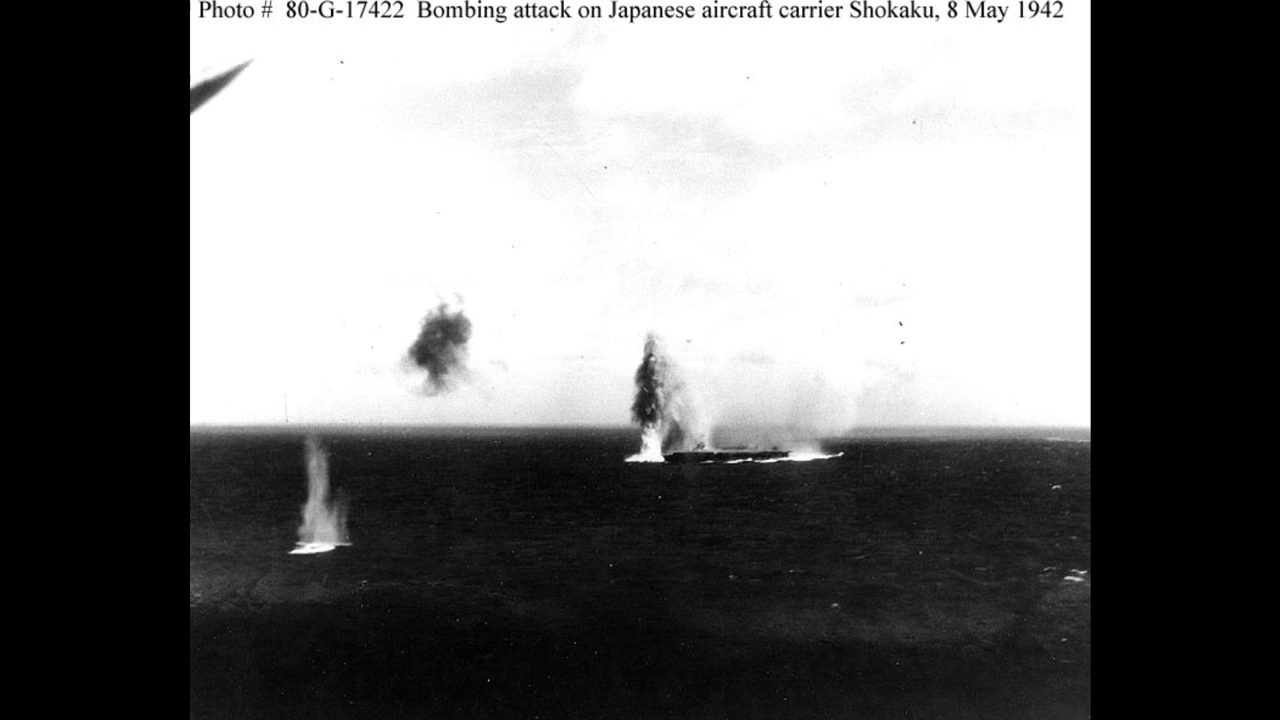 Photo # 80-G-17422 Bombing attack on Japanese aircraft carrier Shokaku, 8 May 1942